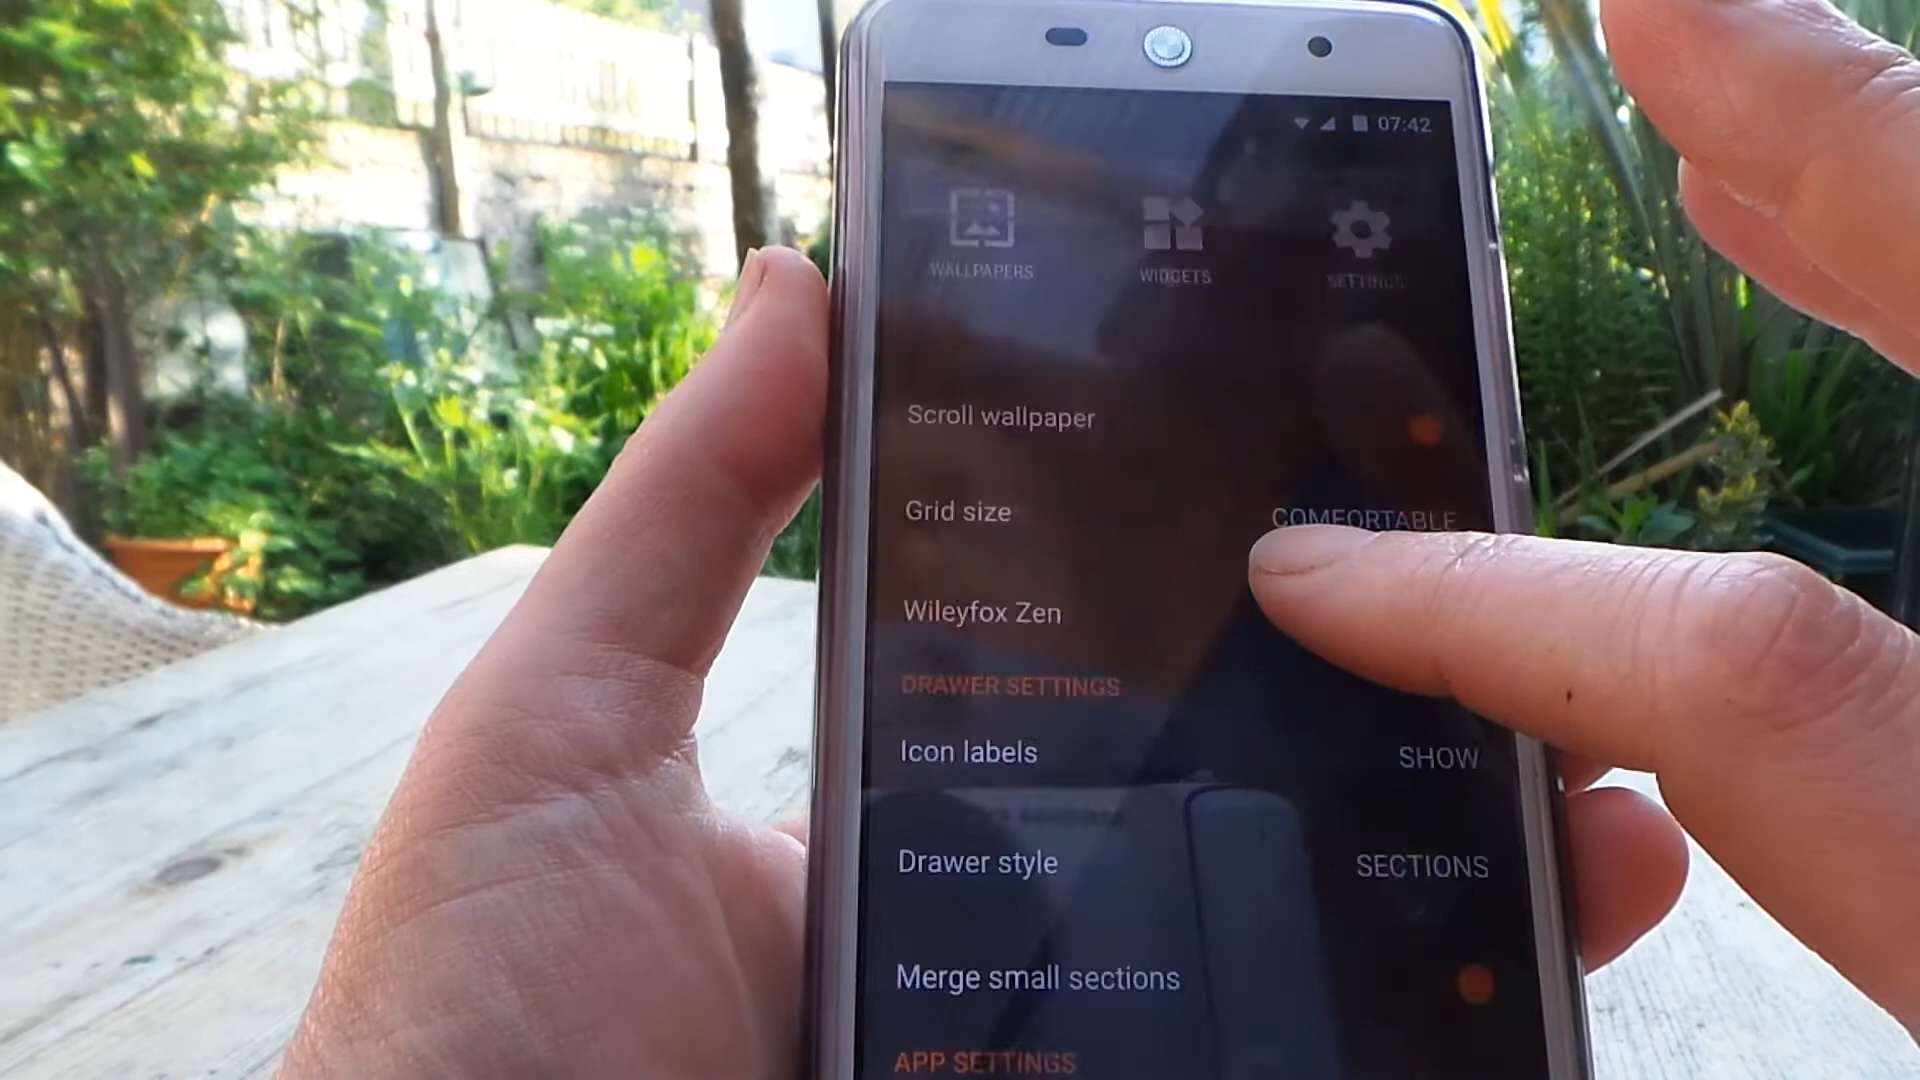 07:42
WALLPAPERS
WIDGETS
SETTINGS
Scroll wallpaper
Grid size
COMFORTABLE
Wileyfox Zen
DRAWER SETTINGS
Icon labels
SHOW
Drawer style
SECTIONS
Merge small sections
APP SETTINGS